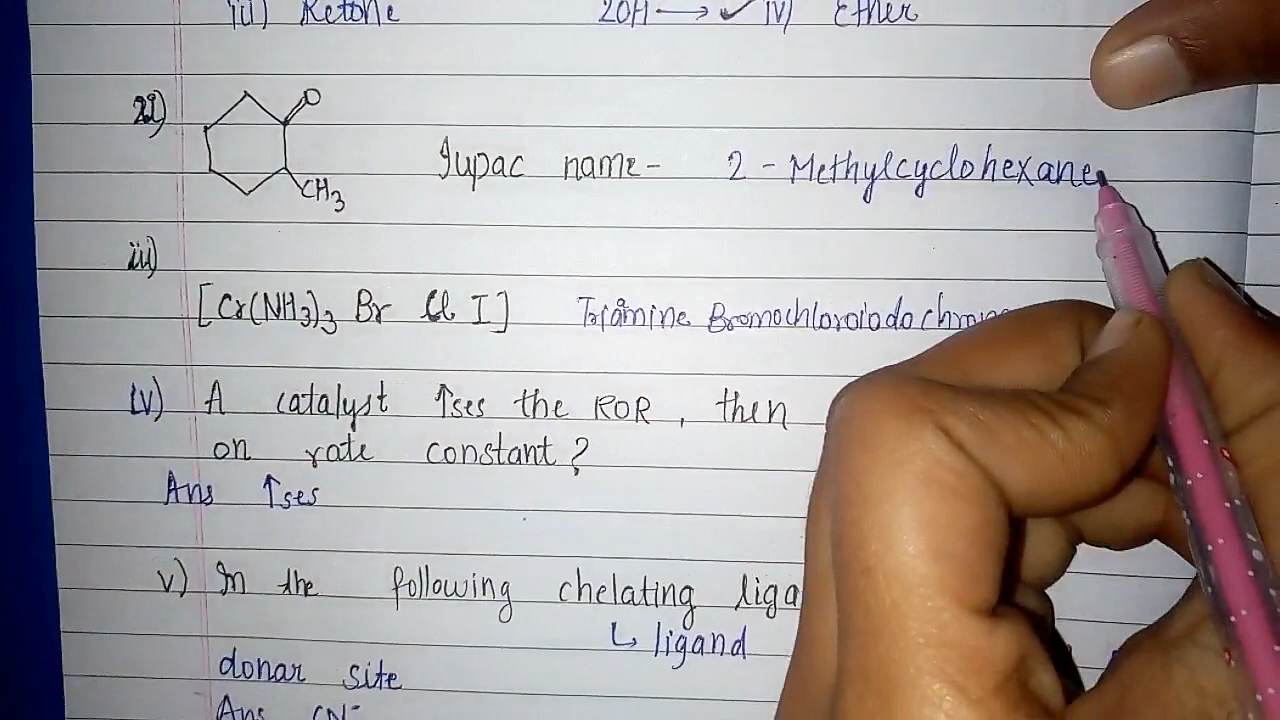 iii) Ketone 2OH → ✓ iv) Ether
ii) O
CH3
Iupac name - 2 - Methylcyclohexane
iii)
[Cr(NH3)3 Br Cl I] Triamine Bromochloroiodochrom
iv) A catalyst ↑ses the ROR, then
on rate constant?
Ans ↑ses
v) In the following chelating liga
↳ ligand
donar site
Ans CN-